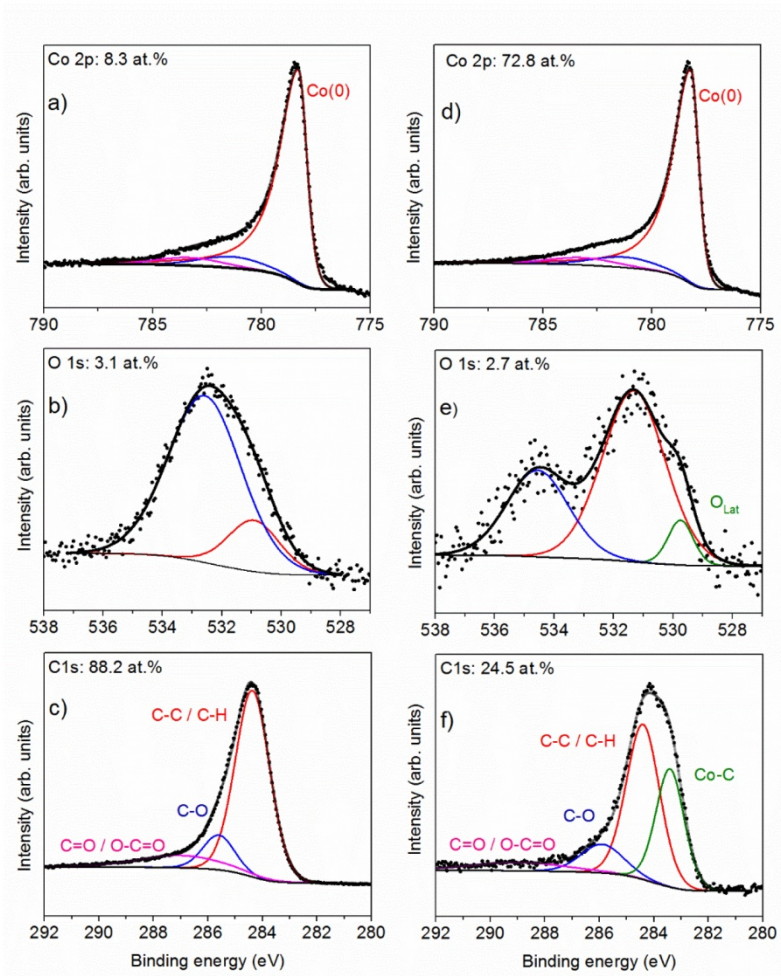 Co 2p: 8.3 at.%
a)
Co(0)
Intensity (arb. units)
790 785 780 775
Co 2p: 72.8 at.%
d)
Co(0)
Intensity (arb. units)
790 785 780 775
O 1s: 3.1 at.%
b)
Intensity (arb. units)
538 536 534 532 530 528
O 1s: 2.7 at.%
e)
OLat
Intensity (arb. units)
538 536 534 532 530 528
C1s: 88.2 at.%
c)
C-C / C-H
C-O
C=O / O-C=O
Intensity (arb. units)
292 290 288 286 284 282 280
Binding energy (eV)
C1s: 24.5 at.%
f)
C-C / C-H
Co-C
C-O
C=O / O-C=O
Intensity (arb. units)
292 290 288 286 284 282 280
Binding energy (eV)